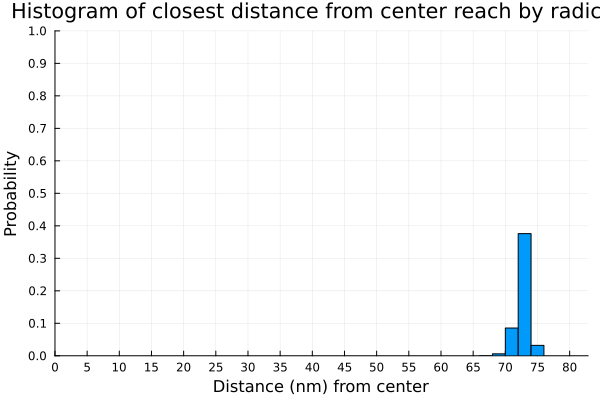 Histogram of closest distance from center reach by radic
1.0
0.9
0.8
0.7
0.6
0.5
0.4
0.3
0.2
0.1
0.0
Probability
0 5 10 15 20 25 30 35 40 45 50 55 60 65 70 75 80
Distance (nm) from center